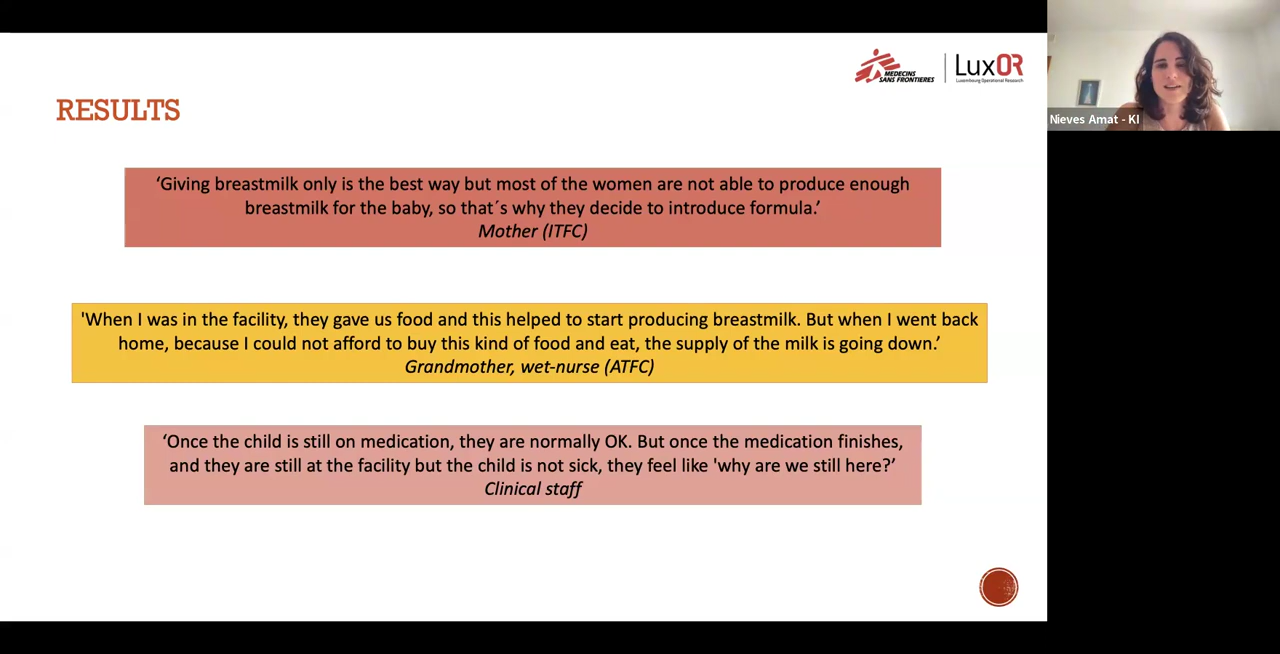 MEDECINS
SANS FRONTIERES
LuxOR
Luxembourg Operational Research
RESULTS
Nieves Amat - KI
‘Giving breastmilk only is the best way but most of the women are not able to produce enough
breastmilk for the baby, so that´s why they decide to introduce formula.’
Mother (ITFC)
'When I was in the facility, they gave us food and this helped to start producing breastmilk. But when I went back
home, because I could not afford to buy this kind of food and eat, the supply of the milk is going down.’
Grandmother, wet-nurse (ATFC)
‘Once the child is still on medication, they are normally OK. But once the medication finishes,
and they are still at the facility but the child is not sick, they feel like 'why are we still here?’
Clinical staff